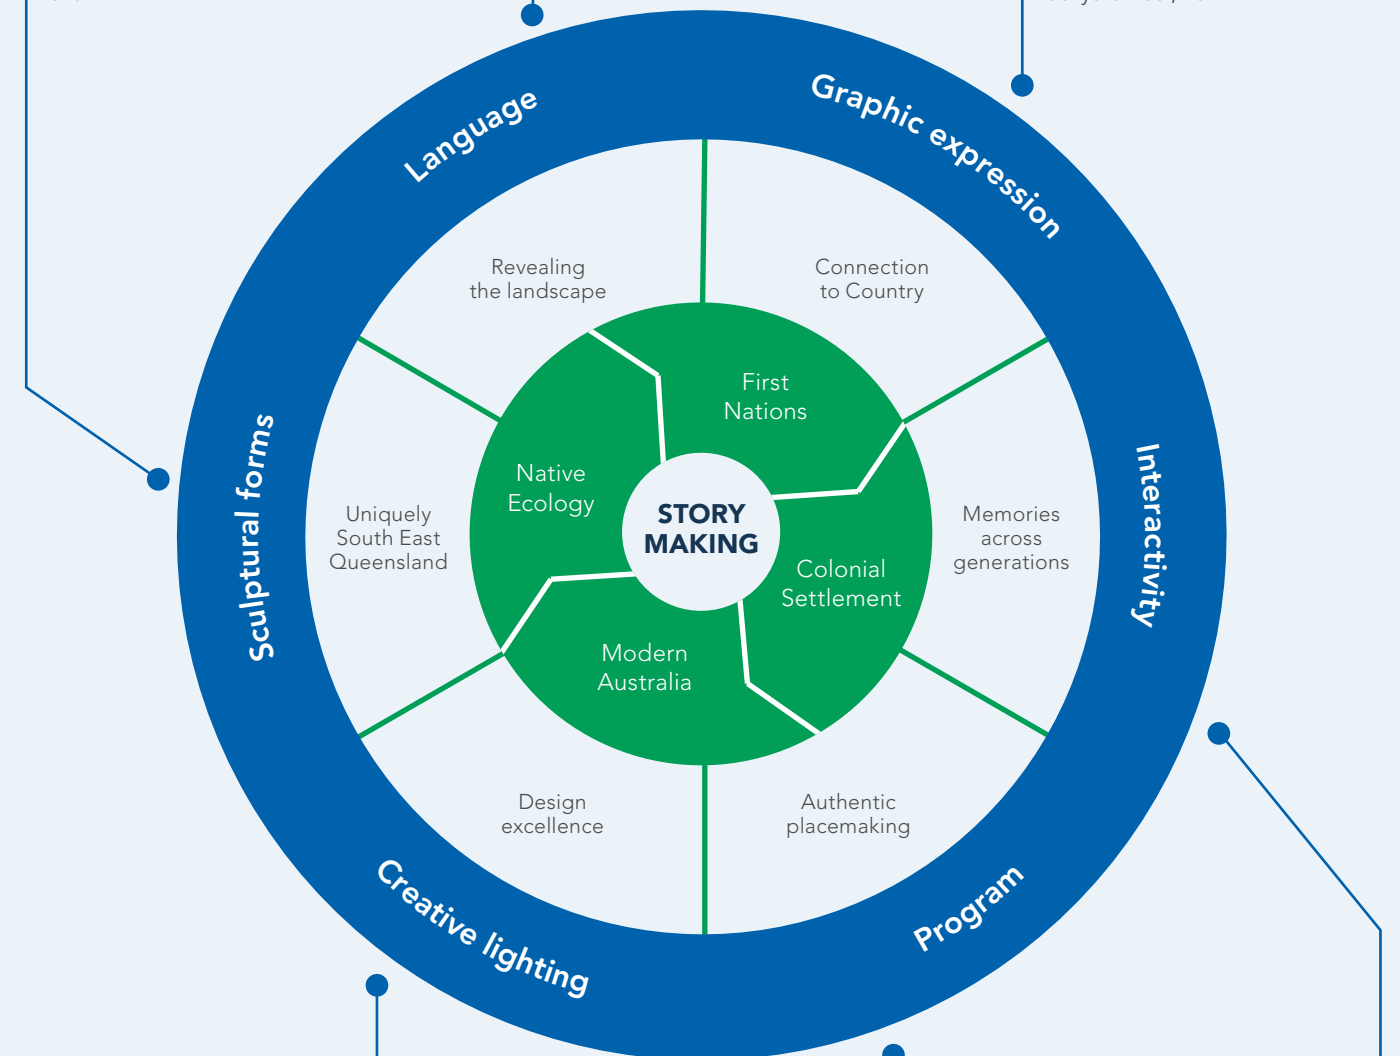 Language
Graphic expression
Revealing
the landscape
Connection
to Country
First
Nations
Native
Ecology
STORY
MAKING
Sculptural forms
Uniquely
South East
Queensland
Memories
across
generations
Interactivity
Colonial
Settlement
Modern
Australia
Design
excellence
Authentic
placemaking
Creative lighting
Program